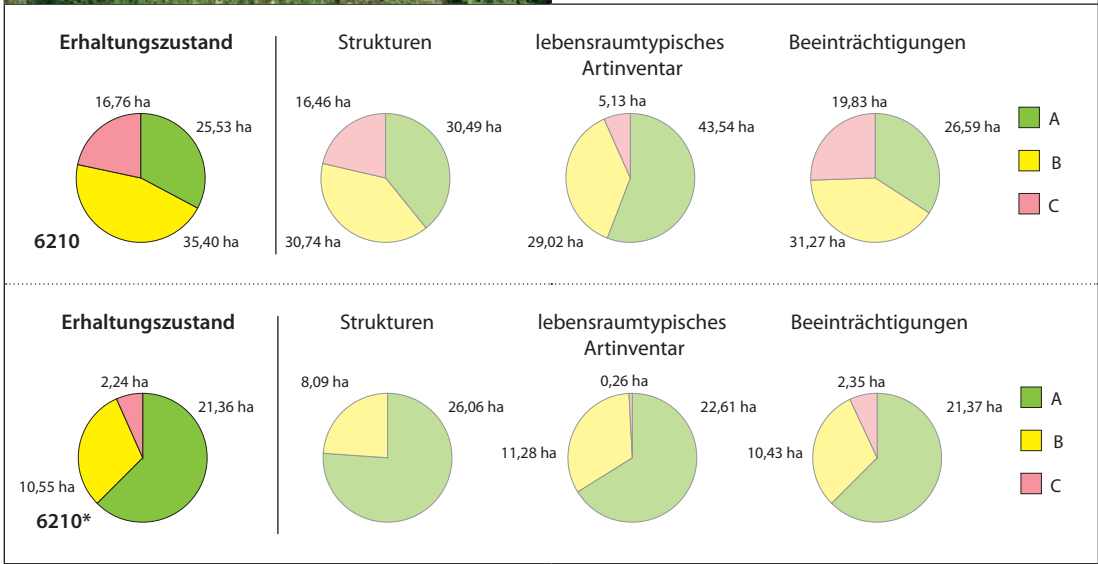 Erhaltungszustand
Strukturen
lebensraumtypisches
Artinventar
Beeinträchtigungen
16,76 ha
25,53 ha
35,40 ha
6210
16,46 ha
30,49 ha
30,74 ha
5,13 ha
43,54 ha
29,02 ha
19,83 ha
26,59 ha
31,27 ha
A
B
C
Erhaltungszustand
Strukturen
lebensraumtypisches
Artinventar
Beeinträchtigungen
2,24 ha
21,36 ha
10,55 ha
6210*
8,09 ha
26,06 ha
0,26 ha
22,61 ha
11,28 ha
2,35 ha
21,37 ha
10,43 ha
A
B
C